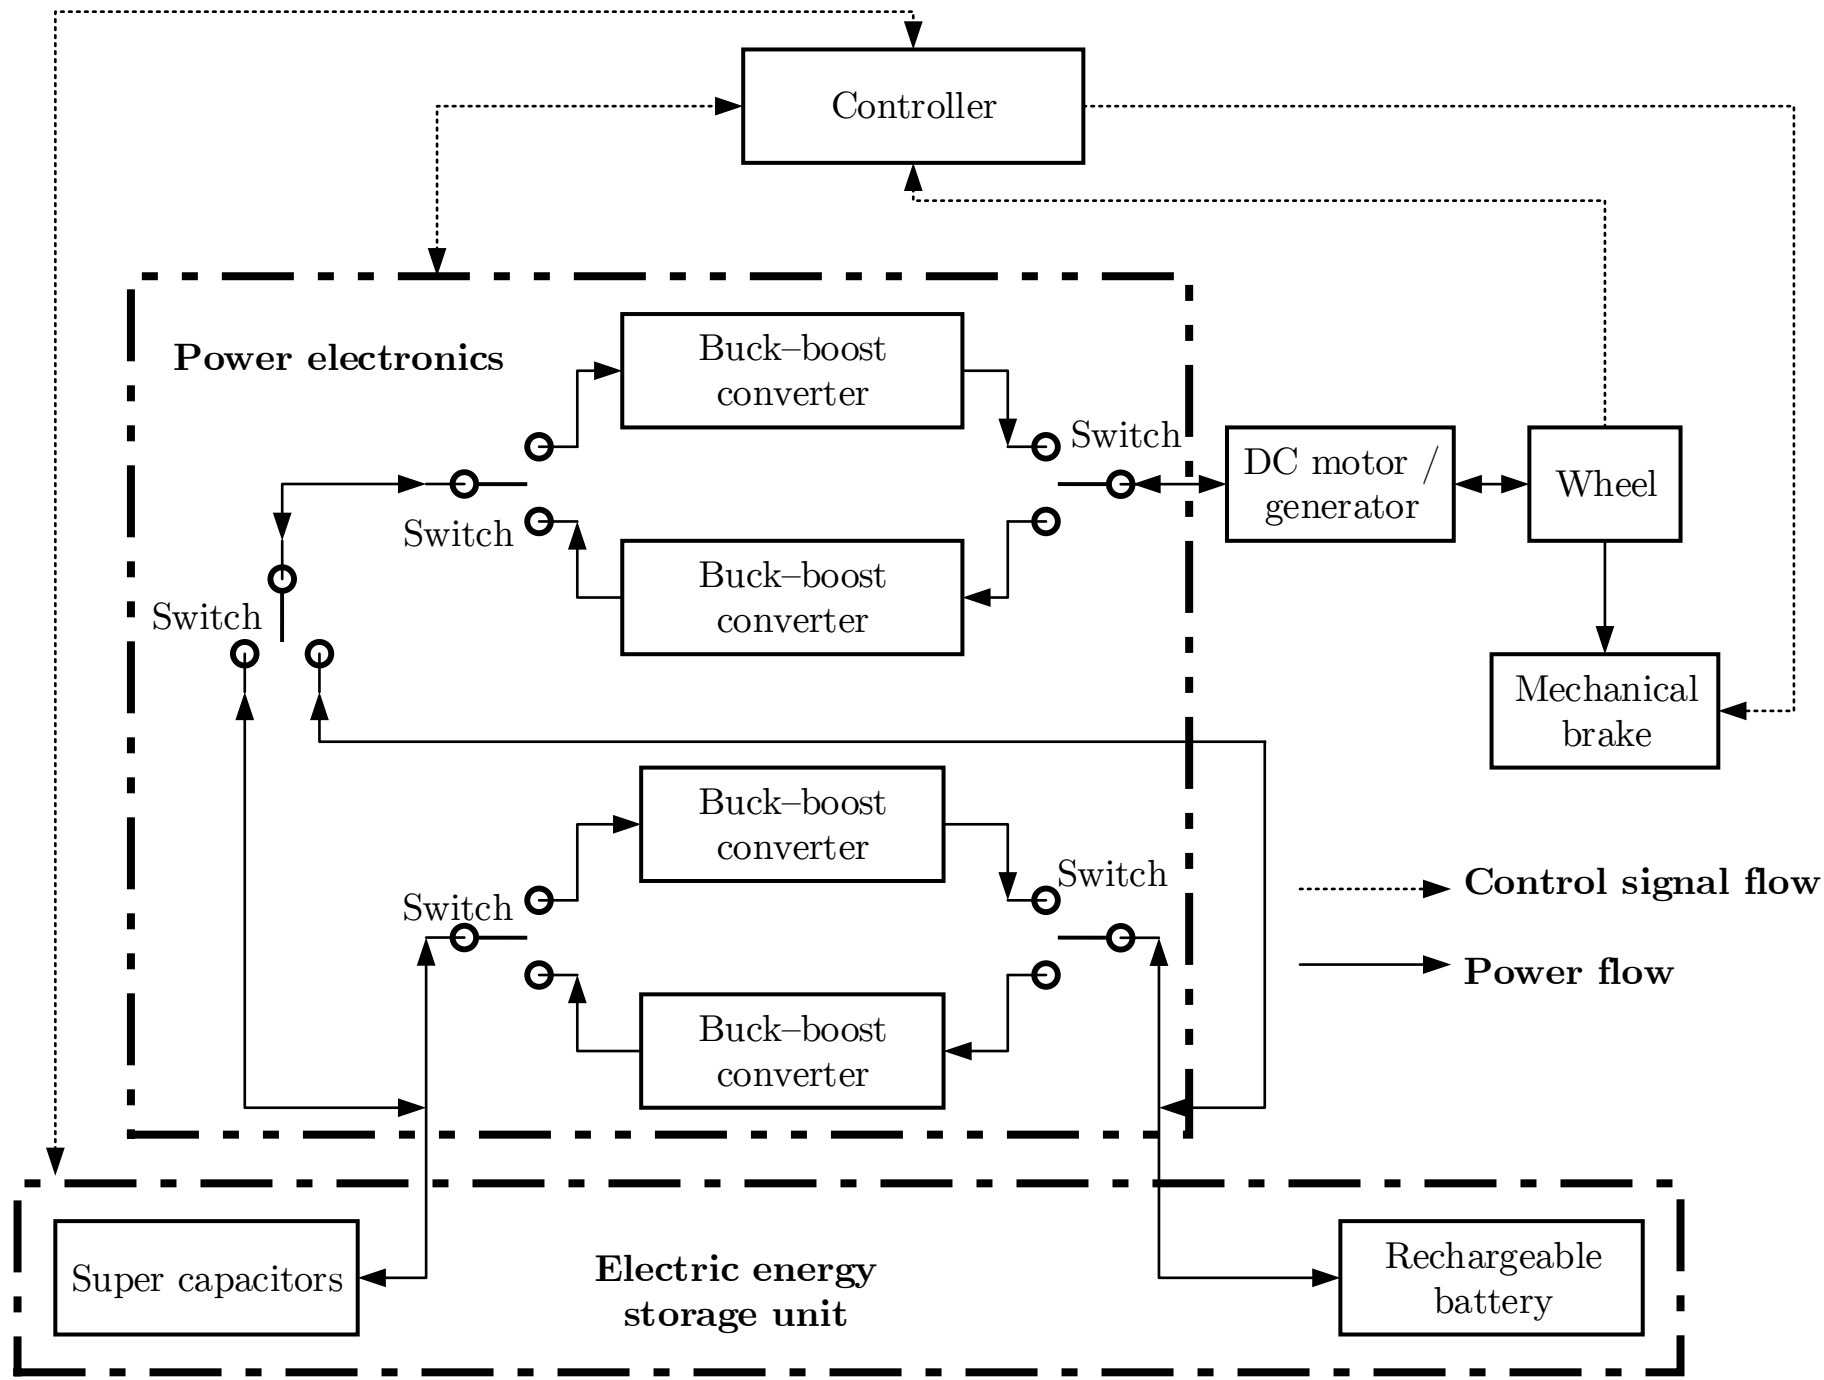 Controller
Power electronics
Buck–boost
converter
Switch
Switch
DC motor /
generator
Wheel
Buck–boost
converter
Switch
Mechanical
brake
Buck–boost
converter
Switch
Switch
Control signal flow
Power flow
Buck–boost
converter
Super capacitors
Electric energy
storage unit
Rechargeable
battery